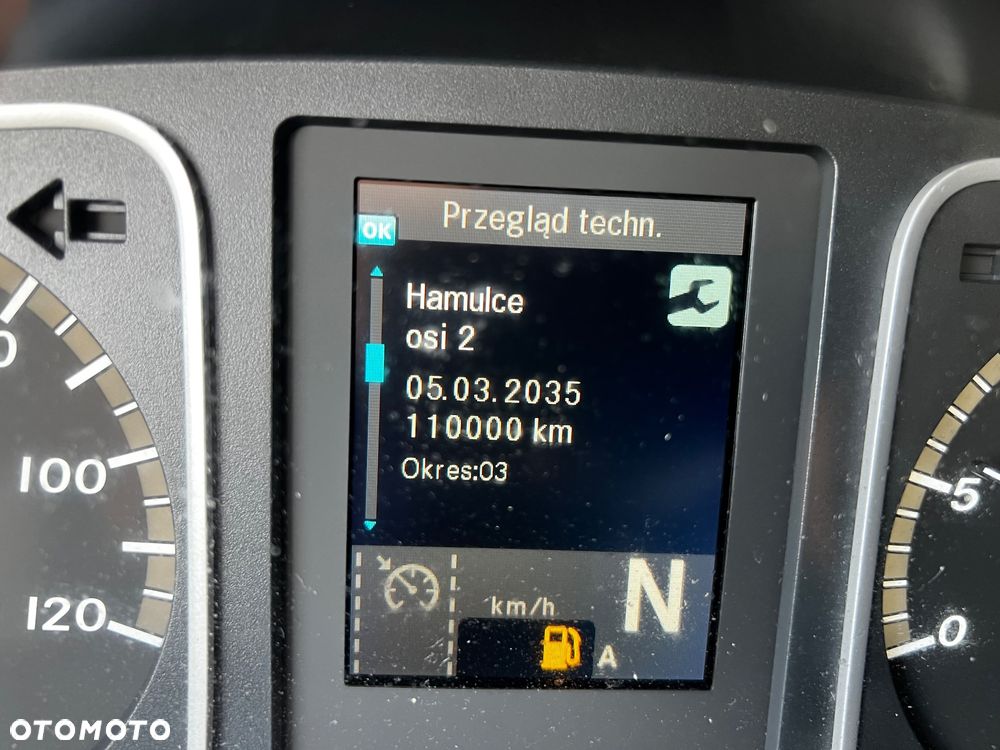 Przegląd techn.
OK
Hamulce
osi 2
05.03.2035
110000 km
Okres:03
km/h
N
A
100
120
5
0
OTOMOTO